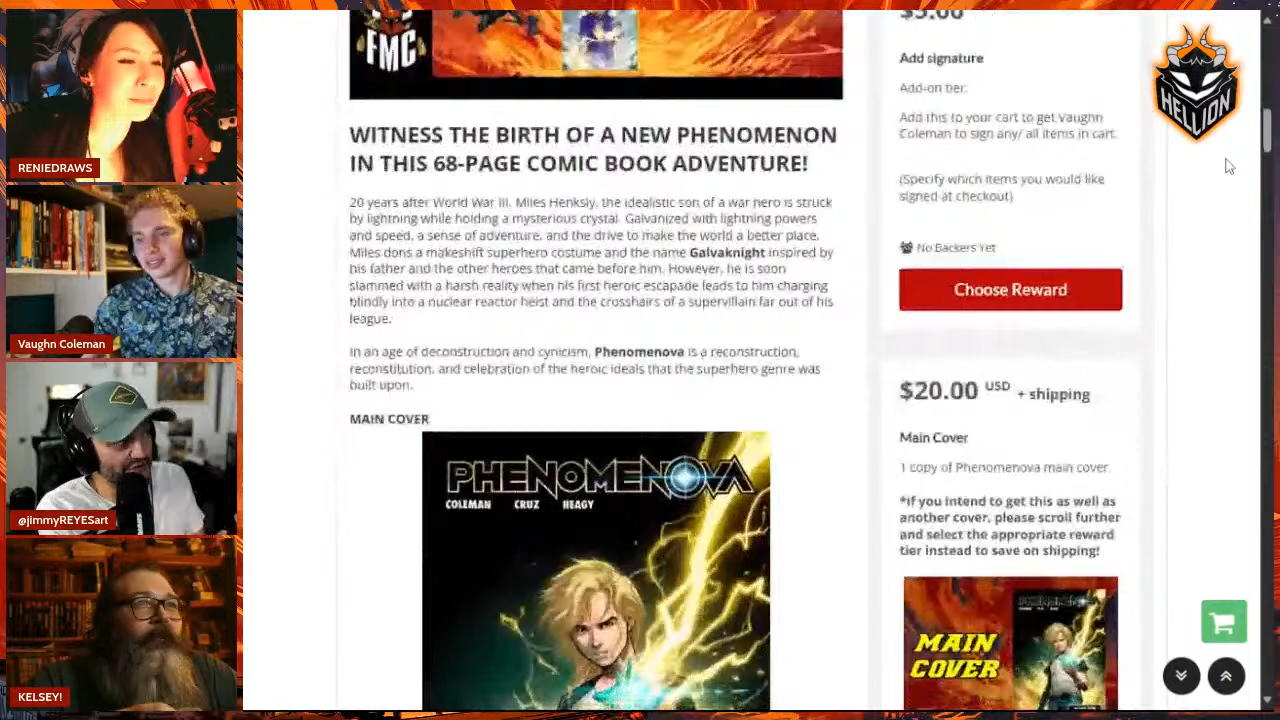 RENIEDRAWS
Vaughn Coleman
@jimmyREYESart
KELSEY!
FMC
WITNESS THE BIRTH OF A NEW PHENOMENON
IN THIS 68-PAGE COMIC BOOK ADVENTURE!
20 years after World War III, Miles Henksly, the idealistic son of a war hero is struck
by lightning while holding a mysterious crystal. Galvanized with lightning powers
and speed, a sense of adventure, and the drive to make the world a better place,
Miles dons a makeshift superhero costume and the name Galvaknight inspired by
his father and the other heroes that came before him. However, he is soon
slammed with a harsh reality when his first heroic escapade leads to him charging
blindly into a nuclear reactor heist and the crosshairs of a supervillain far out of his
league.
In an age of deconstruction and cynicism, Phenomenova is a reconstruction,
reconstitution, and celebration of the heroic ideals that the superhero genre was
built upon.
MAIN COVER
PHENOMENOVA
COLEMAN CRUZ HEAGY
$5.00
Add signature
Add-on tier.
Add this to your cart to get Vaughn
Coleman to sign any/ all items in cart.
(Specify which items you would like
signed at checkout)
No Backers Yet
Choose Reward
$20.00 USD + shipping
Main Cover
1 copy of Phenomenova main cover
*if you intend to get this as well as
another cover, please scroll further
and select the appropriate reward
tier instead to save on shipping!
MAIN
COVER
HELLION